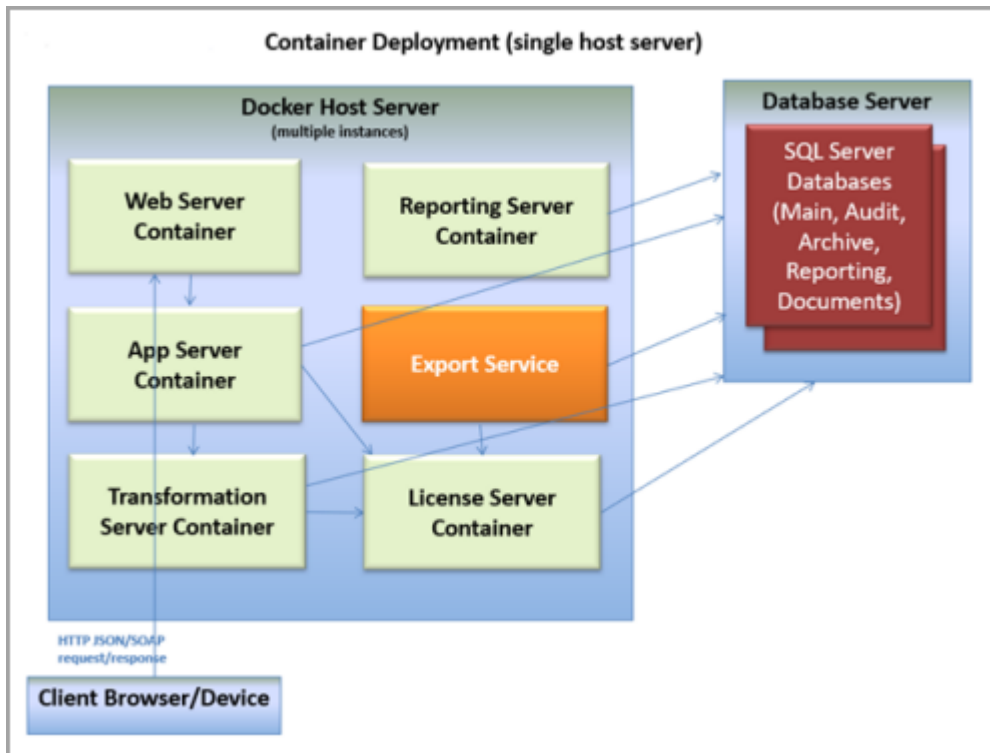 Container Deployment (single host server)
Docker Host Server
(multiple instances)
Database Server
Web Server
Container
Reporting Server
Container
SQL Server
Databases
(Main, Audit,
Archive,
Reporting,
Documents)
App Server
Container
Export Service
Transformation
Server Container
License Server
Container
HTTP JSON/SOAP
request/response
Client Browser/Device